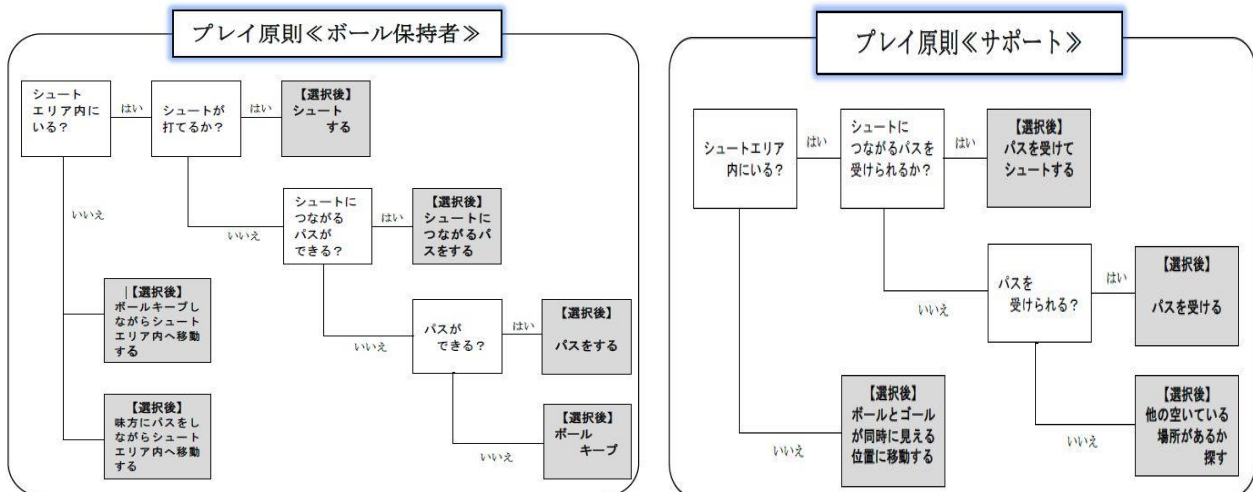 プレイ原則≪ボール保持者≫
シュート
エリア内に
いる？
はい
シュートが
打てるか？
はい
【選択後】
シュート
する
いいえ
いいえ
シュートに
つながる
パスが
できる？
はい
【選択後】
シュートに
つながるパ
スをする
【選択後】
ボールキープし
ながらシュート
エリア内へ移動
する
いいえ
パスが
できる？
はい
【選択後】
パスをする
【選択後】
味方にパスをし
ながらシュート
エリア内へ移動
する
いいえ
【選択後】
ボール
キープ
プレイ原則≪サポート≫
シュートエリア
内にいる？
はい
シュートに
つながるパスを
受けられるか？
はい
【選択後】
パスを受けて
シュートする
いいえ
パスを
受けられる？
はい
【選択後】
パスを受ける
いいえ
【選択後】
ボールとゴール
が同時に見える
位置に移動する
いいえ
【選択後】
他の空いている
場所があるか
探す